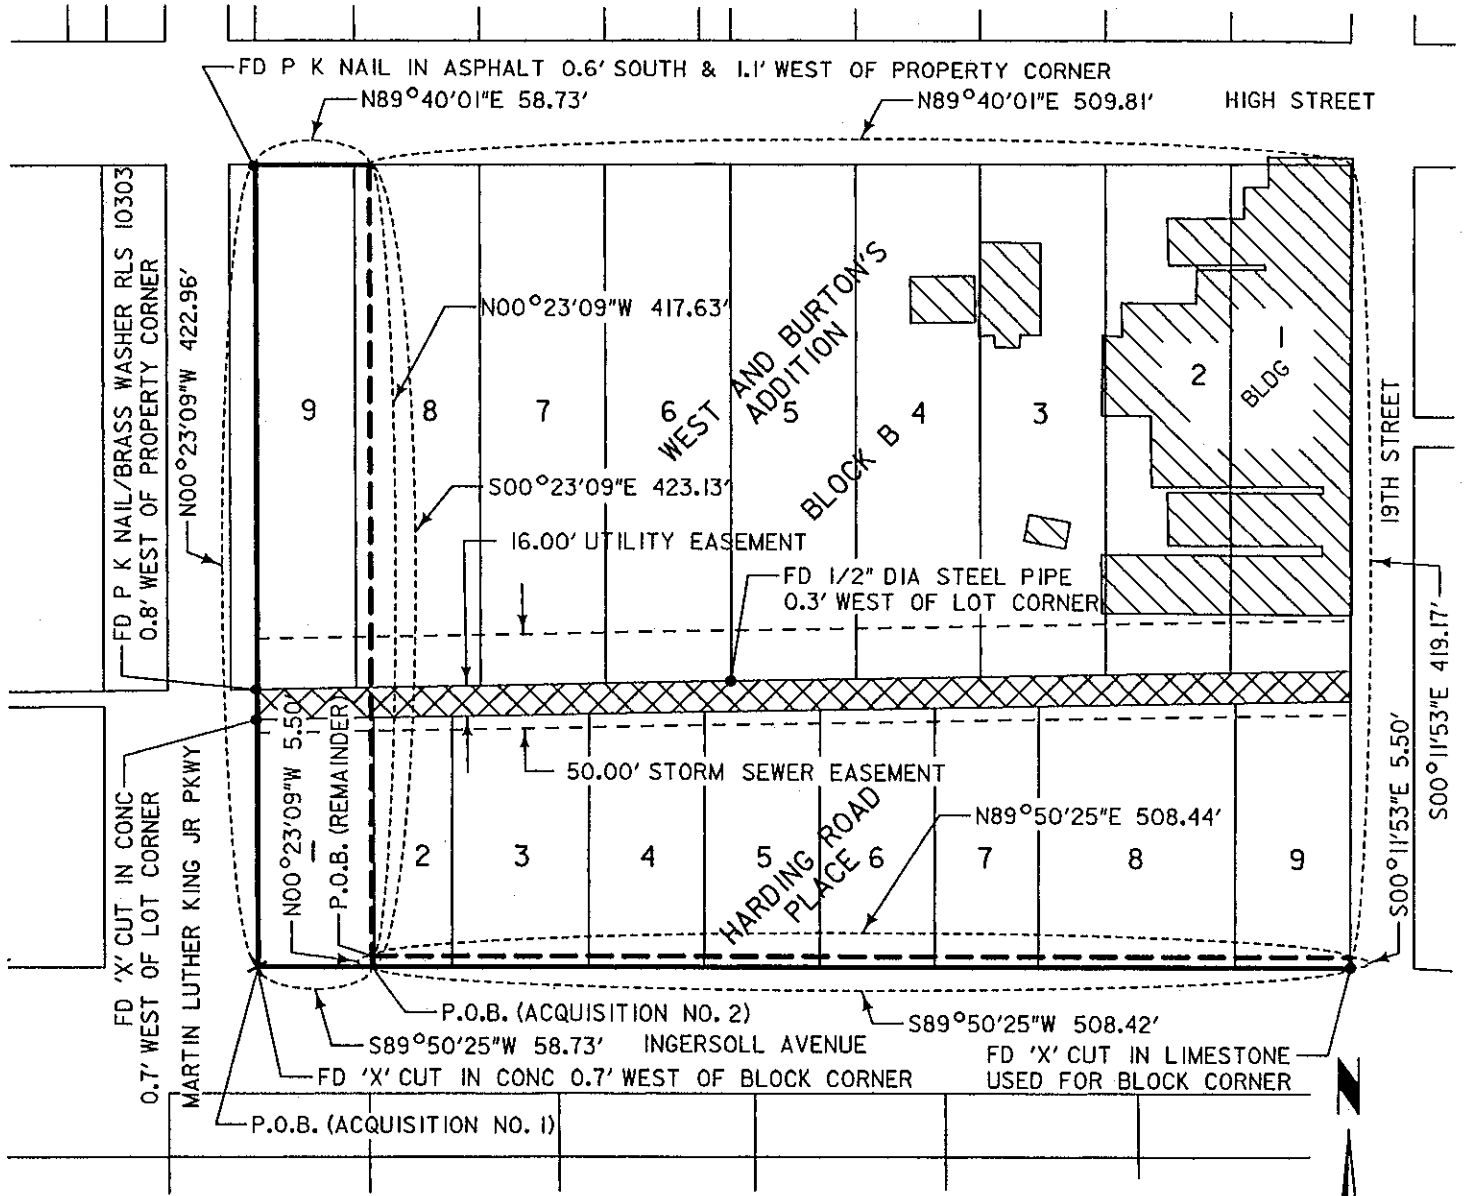 FD P K NAIL IN ASPHALT 0.6' SOUTH & 1.1' WEST OF PROPERTY CORNER
N89°40'01"E 58.73'
N89°40'01"E 509.81'
HIGH STREET
FD P K NAIL/BRASS WASHER RLS 10303
0.8' WEST OF PROPERTY CORNER
N00°23'09"W 422.96'
N00°23'09"W 417.63'
WEST AND BURTON'S
ADDITION
BLOCK B
9
8
7
6
5
4
3
2
1
BLDG
19TH STREET
S00°23'09"E 423.13'
16.00' UTILITY EASEMENT
FD 1/2" DIA STEEL PIPE
0.3' WEST OF LOT CORNER
S00°11'53"E 419.17'
S00°11'53"E 5.50'
FD 'X' CUT IN CONC
0.7' WEST OF LOT CORNER
MARTIN LUTHER KING JR PKWY
N00°23'09"W 5.50'
P.O.B. (REMAINDER)
50.00' STORM SEWER EASEMENT
HARDING ROAD
PLACE
N89°50'25"E 508.44'
1
2
3
4
5
6
7
8
9
P.O.B. (ACQUISITION NO. 2)
S89°50'25"W 508.42'
S89°50'25"W 58.73'
INGERSOLL AVENUE
FD 'X' CUT IN LIMESTONE
USED FOR BLOCK CORNER
FD 'X' CUT IN CONC 0.7' WEST OF BLOCK CORNER
P.O.B. (ACQUISITION NO. 1)
N